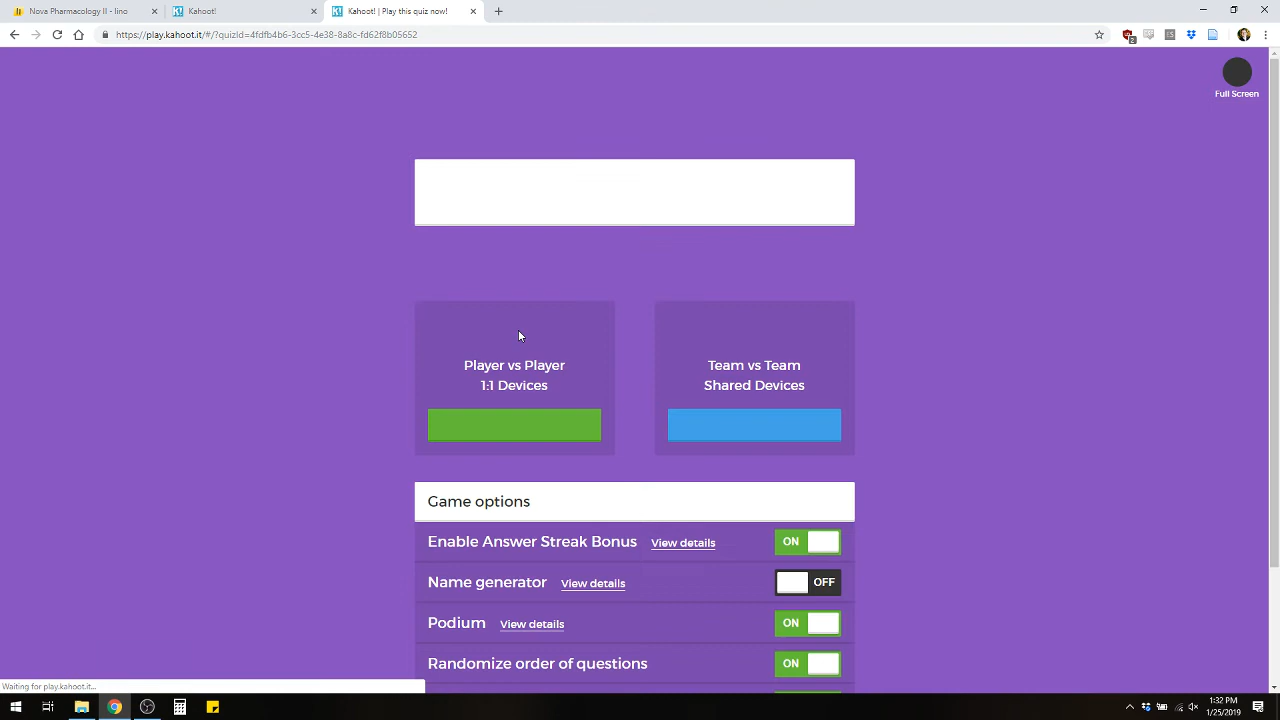 Nova Pharmacology II - lino
Kahoot!
Kahoot! | Play this quiz now!
https://play.kahoot.it/#/?quizId=4fdfb4b6-3cc5-4e38-8a8c-fd62f8b05652
2
Full Screen
Player vs Player
1:1 Devices
Team vs Team
Shared Devices
Game options
Enable Answer Streak Bonus View details ON
Name generator View details OFF
Podium View details ON
Randomize order of questions ON
Waiting for play.kahoot.it...
1:32 PM
1/25/2019